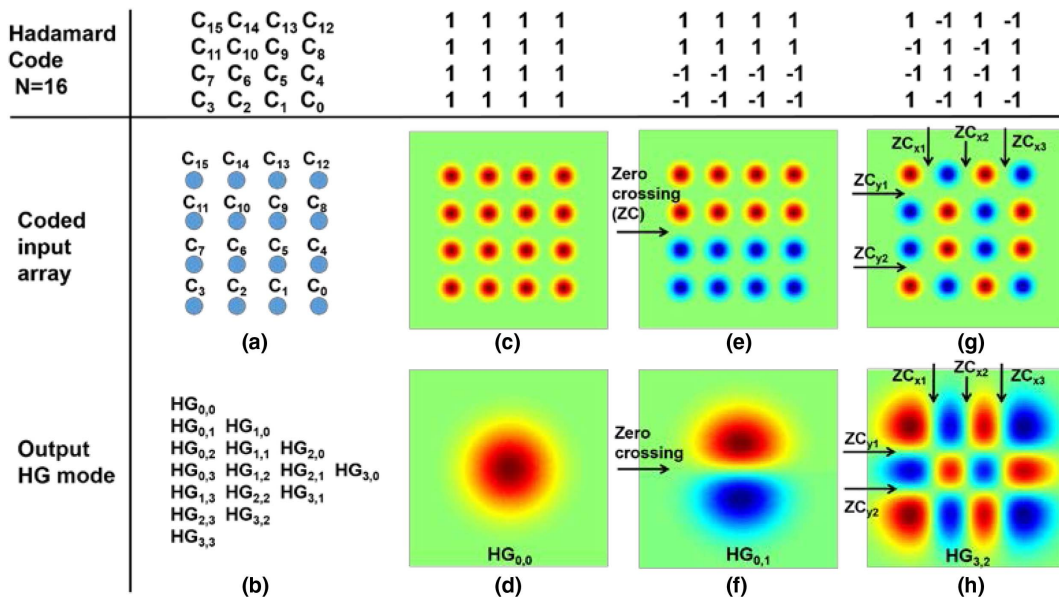 Hadamard
Code
N=16
C15 C14 C13 C12
C11 C10 C9 C8
C7 C6 C5 C4
C3 C2 C1 C0
1 1 1 1
1 1 1 1
1 1 1 1
1 1 1 1
1 1 1 1
1 1 1 1
-1 -1 -1 -1
-1 -1 -1 -1
1 -1 1 -1
-1 1 -1 1
-1 1 -1 1
1 -1 1 -1
Coded
input
array
C15 C14 C13 C12
C11 C10 C9 C8
C7 C6 C5 C4
C3 C2 C1 C0
(a)
(c)
Zero
crossing
(ZC)
(e)
ZCx1 ZCx2 ZCx3
ZCy1
ZCy2
(g)
Output
HG mode
HG0,0
HG0,1 HG1,0
HG0,2 HG1,1 HG2,0
HG0,3 HG1,2 HG2,1 HG3,0
HG1,3 HG2,2 HG3,1
HG2,3 HG3,2
HG3,3
(b)
HG0,0
(d)
Zero
crossing
HG0,1
(f)
ZCx1 ZCx2 ZCx3
ZCy1
ZCy2
HG3,2
(h)